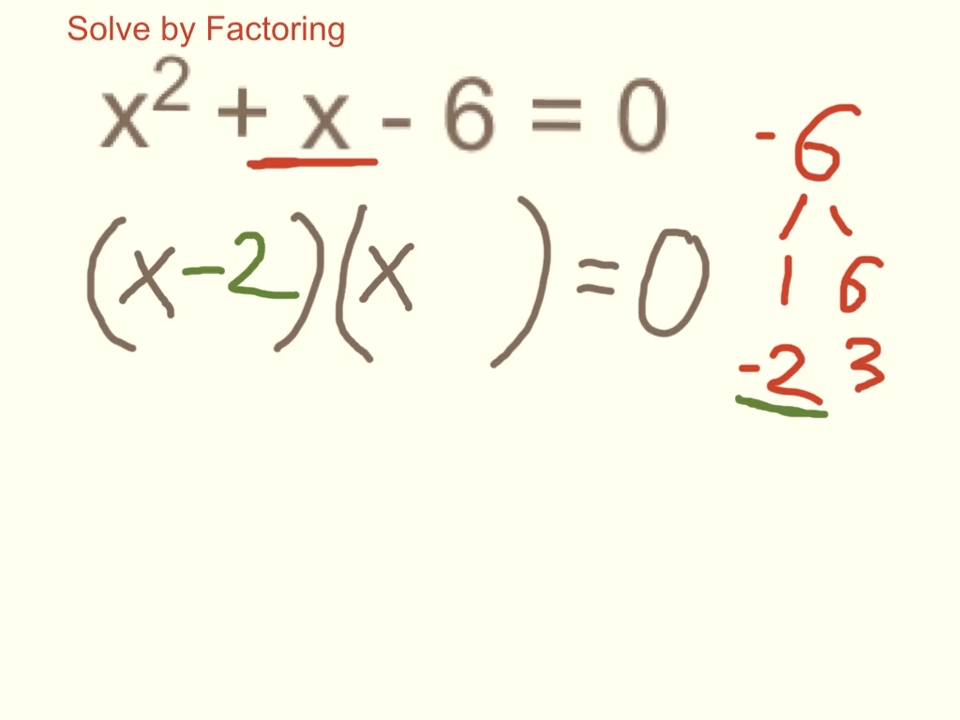 Solve by Factoring
x² + x - 6 = 0
-6
(x-2)(x )=0
1 6
-2 3